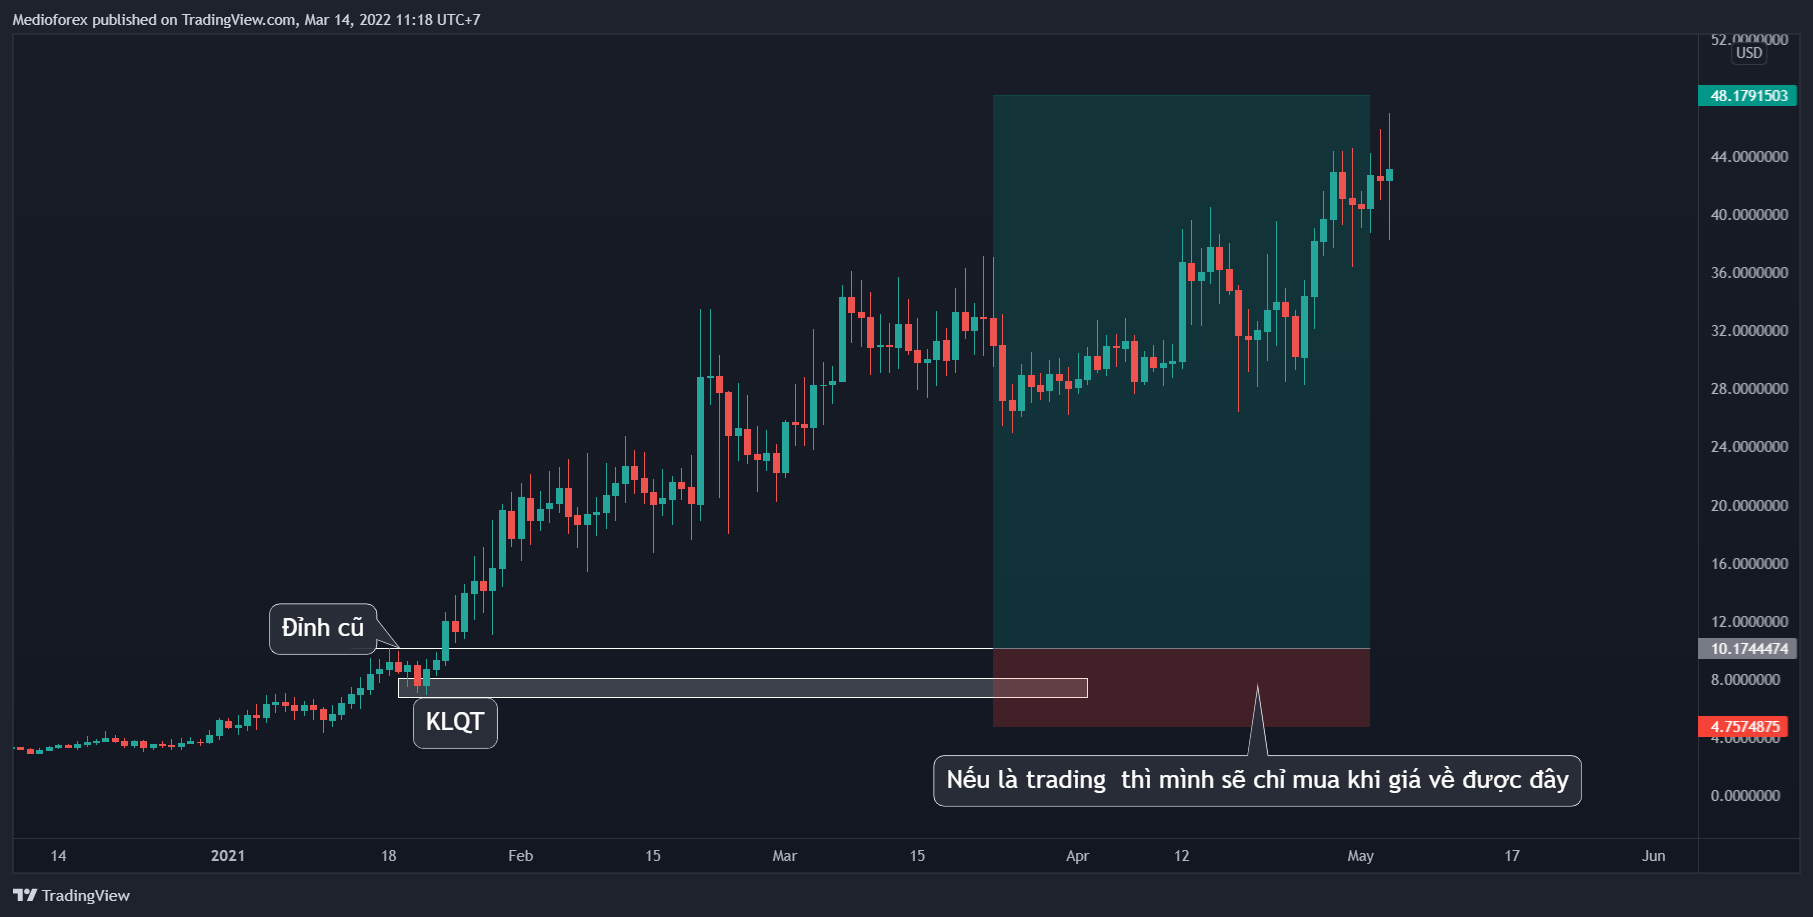 Medioforex published on TradingView.com, Mar 14, 2022 11:18 UTC+7
52.0000000
USD
48.1791503
44.0000000
40.0000000
36.0000000
32.0000000
28.0000000
24.0000000
20.0000000
16.0000000
12.0000000
Đỉnh cũ
10.1744474
8.0000000
KLQT
4.7574875
4.0000000
Nếu là trading  thì mình sẽ chỉ mua khi giá về được đây
0.0000000
14 2021 18 Feb 15 Mar 15 Apr 12 May 17 Jun
TradingView